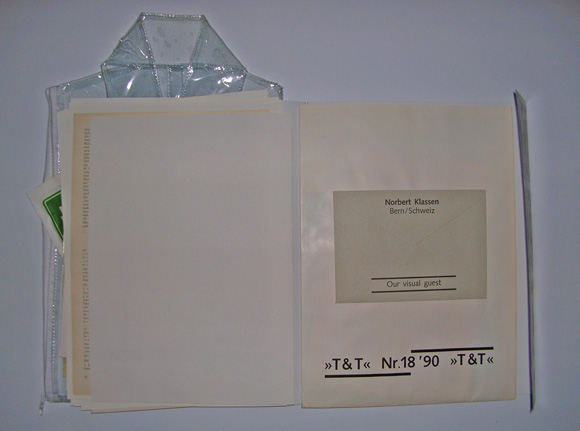 Norbert Klassen
Bern/Schweiz
Our visual guest
»T&T« Nr.18 '90 »T&T«